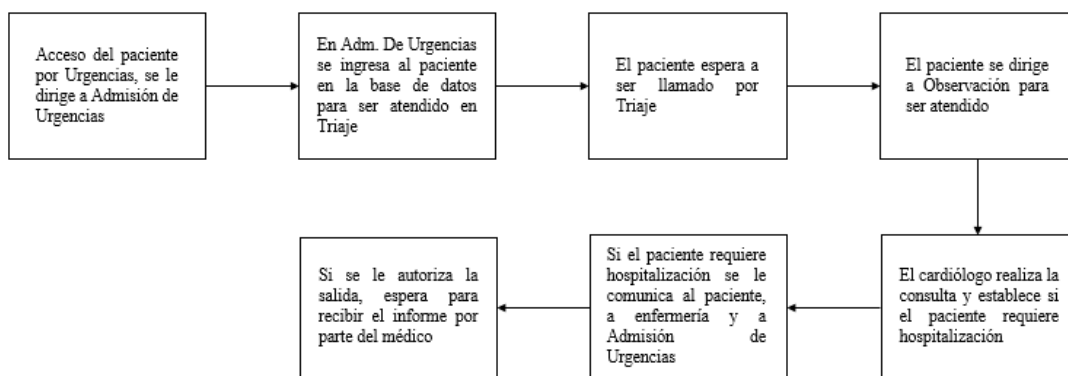 Acceso del paciente
por Urgencias, se le
dirige a Admisión de
Urgencias
En Adm. De Urgencias
se ingresa al paciente
en la base de datos
para ser atendido en
Triaje
El paciente espera a
ser llamado por
Triaje
El paciente se dirige
a Observación para
ser atendido
El cardiólogo realiza la
consulta y establece si
el paciente requiere
hospitalización
Si el paciente requiere
hospitalización se le
comunica al paciente,
a enfermería y a
Admisión de
Urgencias
Si se le autoriza la
salida, espera para
recibir el informe por
parte del médico